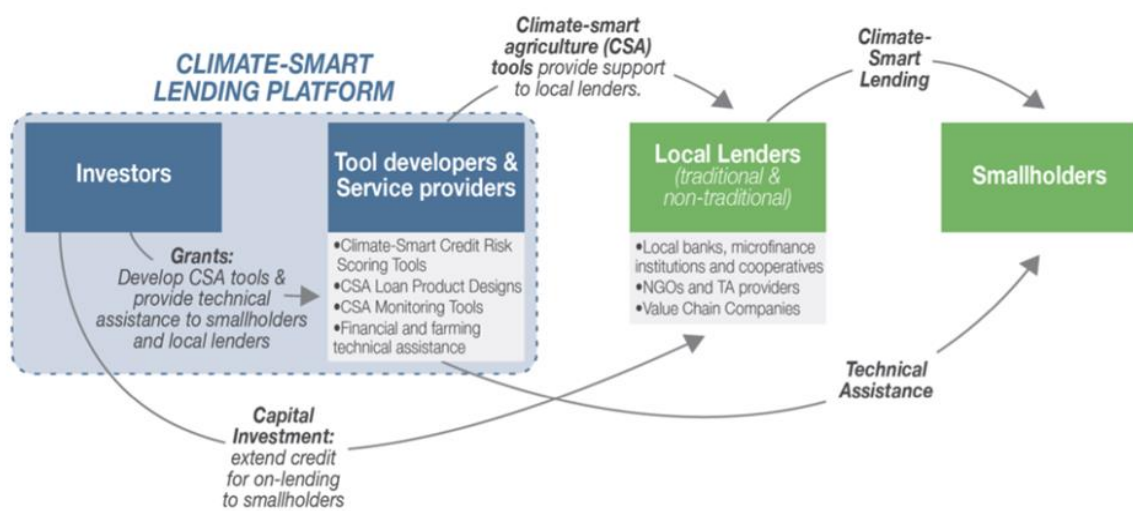 CLIMATE-SMART
LENDING PLATFORM
Climate-smart
agriculture (CSA)
tools provide support
to local lenders.
Climate-
Smart
Lending
Investors
Tool developers &
Service providers
Local Lenders
(traditional &
non-traditional)
Smallholders
Grants:
Develop CSA tools &
provide technical
assistance to smallholders
and local lenders
•Climate-Smart Credit Risk
Scoring Tools
•CSA Loan Product Designs
•CSA Monitoring Tools
•Financial and farming
technical assistance
•Local banks, microfinance
institutions and cooperatives
•NGOs and TA providers
•Value Chain Companies
Capital
Investment:
extend credit
for on-lending
to smallholders
Technical
Assistance